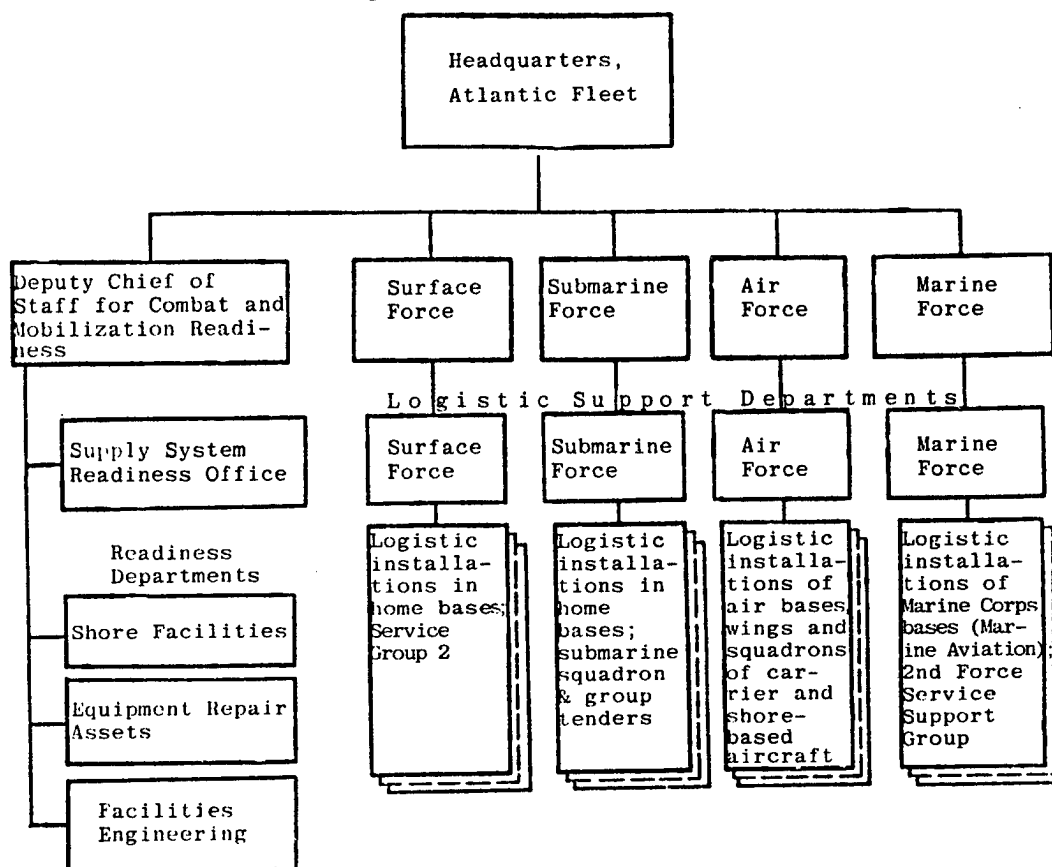 Headquarters,
Atlantic Fleet
Deputy Chief of
Staff for Combat and
Mobilization Readi-
ness
Surface
Force
Submarine
Force
Air
Force
Marine
Force
Logistic Support Departments
Supply System
Readiness Office
Surface
Force
Submarine
Force
Air
Force
Marine
Force
Readiness
Departments
Shore Facilities
Equipment Repair
Assets
Facilities
Engineering
Logistic
installa-
tions in
home bases;
Service
Group 2
Logistic
installa-
tions in
home
bases;
submarine
squadron
& group
tenders
Logistic
installa-
tions of
air bases,
wings and
squadrons
of car-
rier and
shore-
based
aircraft
Logistic
installa-
tions of
Marine Corps
bases (Mar-
ine Aviation);
2nd Force
Service
Support
Group